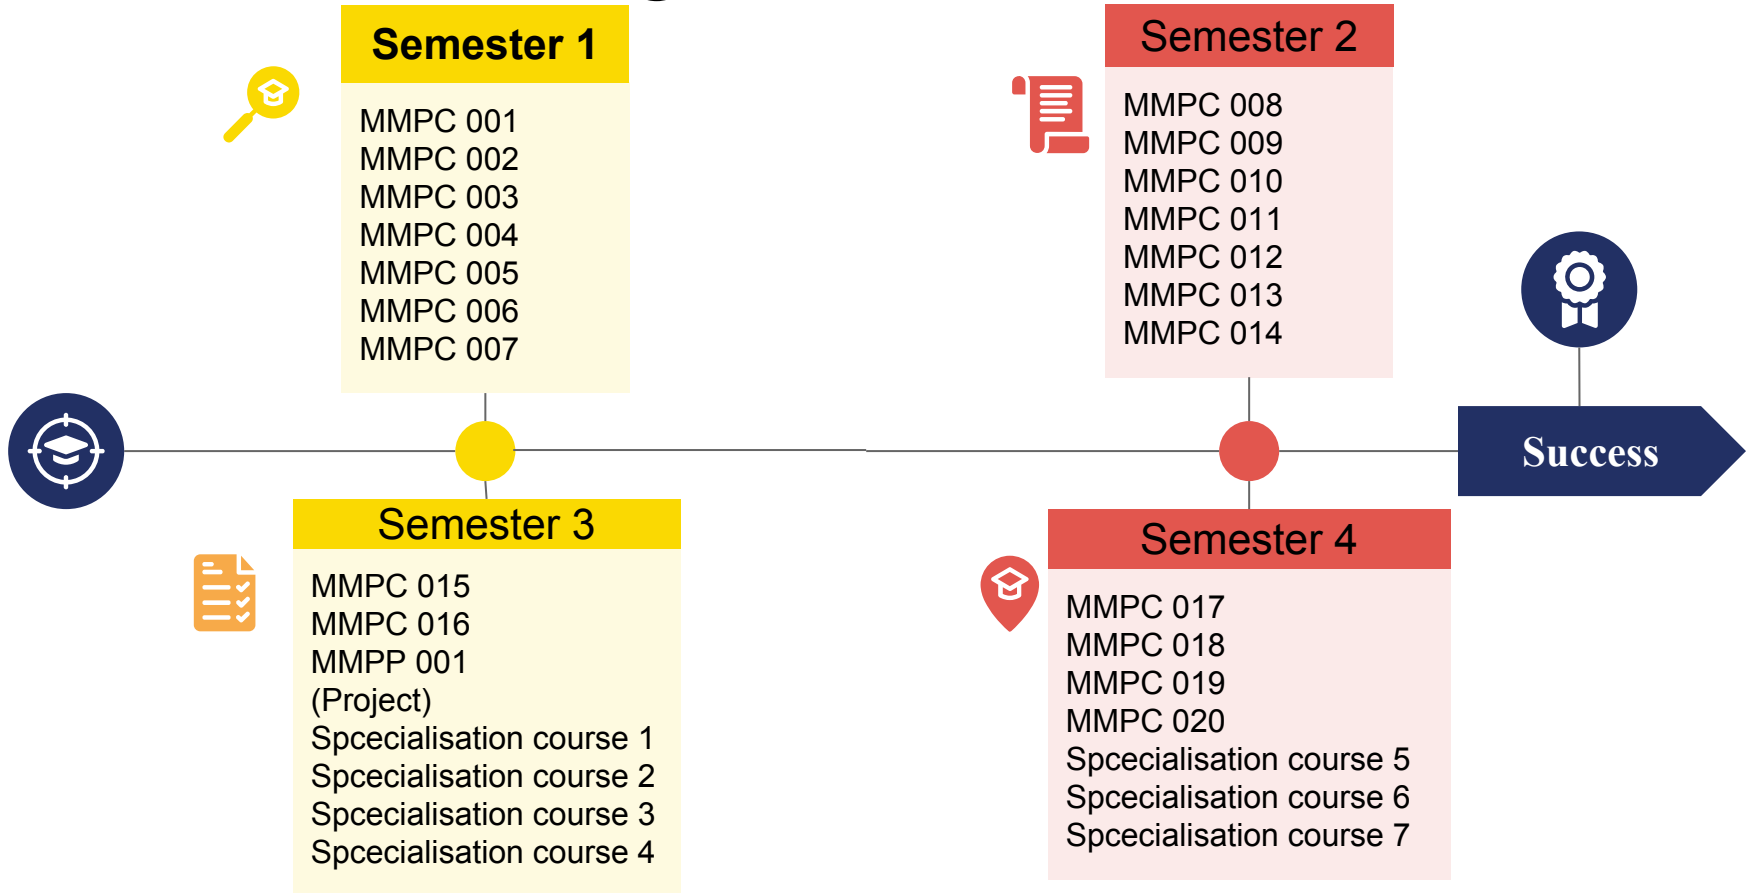 Semester 1
MMPC 001
MMPC 002
MMPC 003
MMPC 004
MMPC 005
MMPC 006
MMPC 007
Semester 2
MMPC 008
MMPC 009
MMPC 010
MMPC 011
MMPC 012
MMPC 013
MMPC 014
Success
Semester 3
MMPC 015
MMPC 016
MMPP 001
(Project)
Spcecialisation course 1
Spcecialisation course 2
Spcecialisation course 3
Spcecialisation course 4
Semester 4
MMPC 017
MMPC 018
MMPC 019
MMPC 020
Spcecialisation course 5
Spcecialisation course 6
Spcecialisation course 7